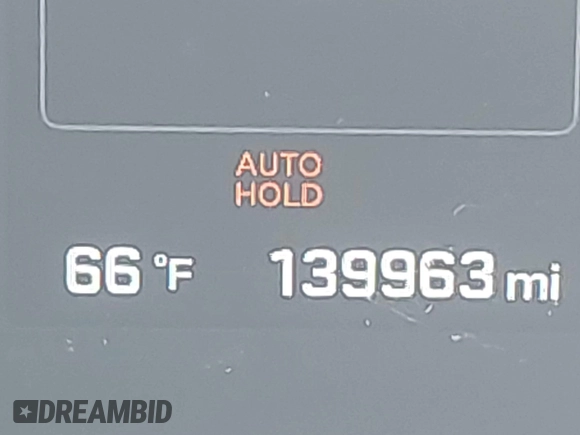 AUTO
HOLD
66 °F 139963 mi
DREAMBID